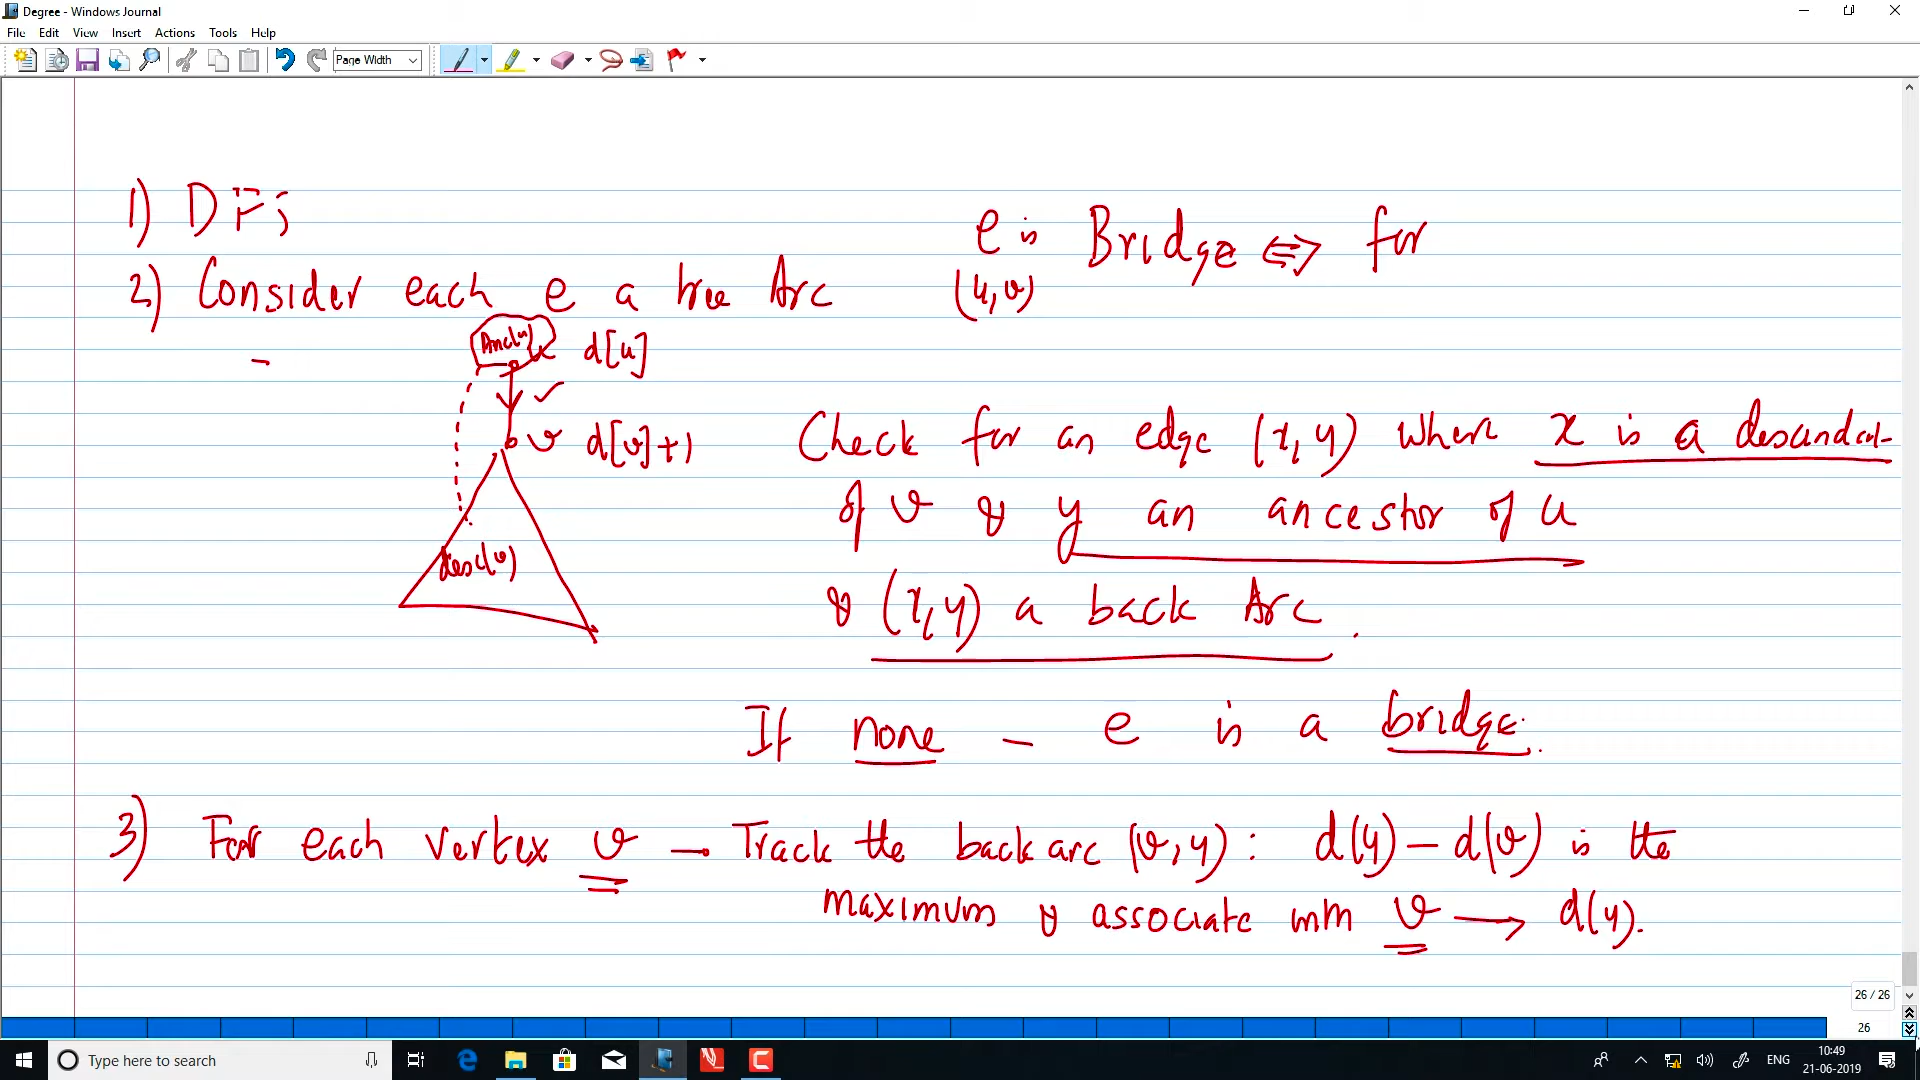 Degree - Windows Journal
File Edit View Insert Actions Tools Help
Page Width
1) DFS
e is Bridge ⇔ for
(u,v)
2) Consider each e a tree Arc
Anc(u) u d[u]
v d[v]+1
desc(v)
Check for an edge (x,y) where x is a descendant
of v & y an ancestor of u
& (x,y) a back Arc.
If none - e is a bridge.
3) For each vertex v - Track the back arc (v,y): d(y) - d(v) is the
maximum & associate with v → d(y).
26 / 26
26
Type here to search
ENG
10:49
21-06-2019